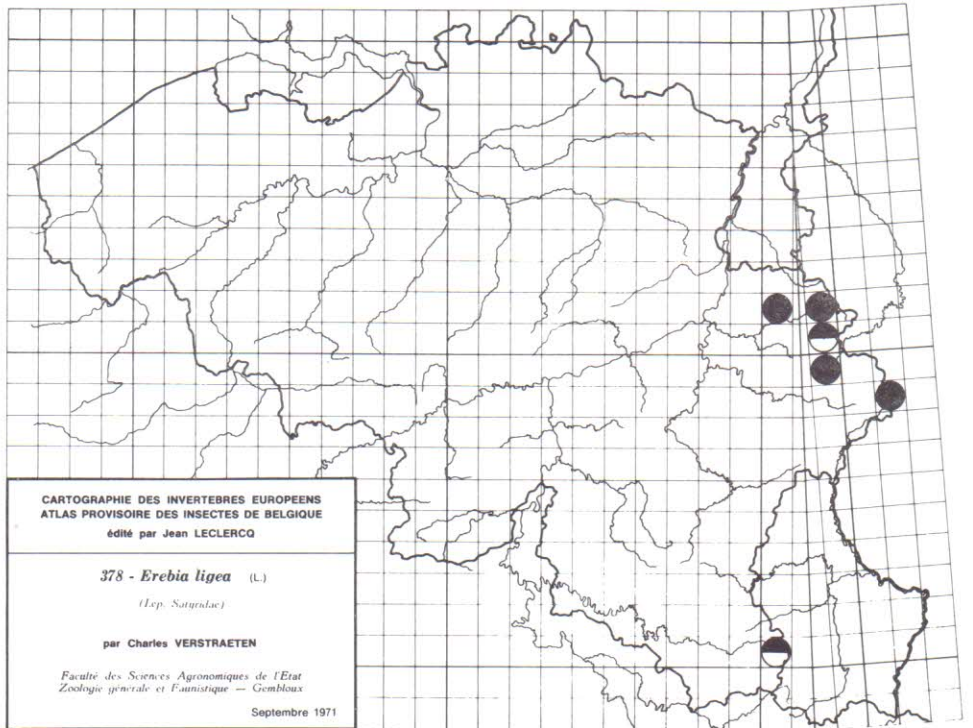 CARTOGRAPHIE DES INVERTEBRES EUROPEENS
ATLAS PROVISOIRE DES INSECTES DE BELGIQUE
édité par Jean LECLERCQ
378 - Erebia ligea (L.)
(Lep. Satyridae)
par Charles VERSTRAETEN
Faculté des Sciences Agronomiques de l'Etat
Zoologie générale et Faunistique — Gembloux
Septembre 1971